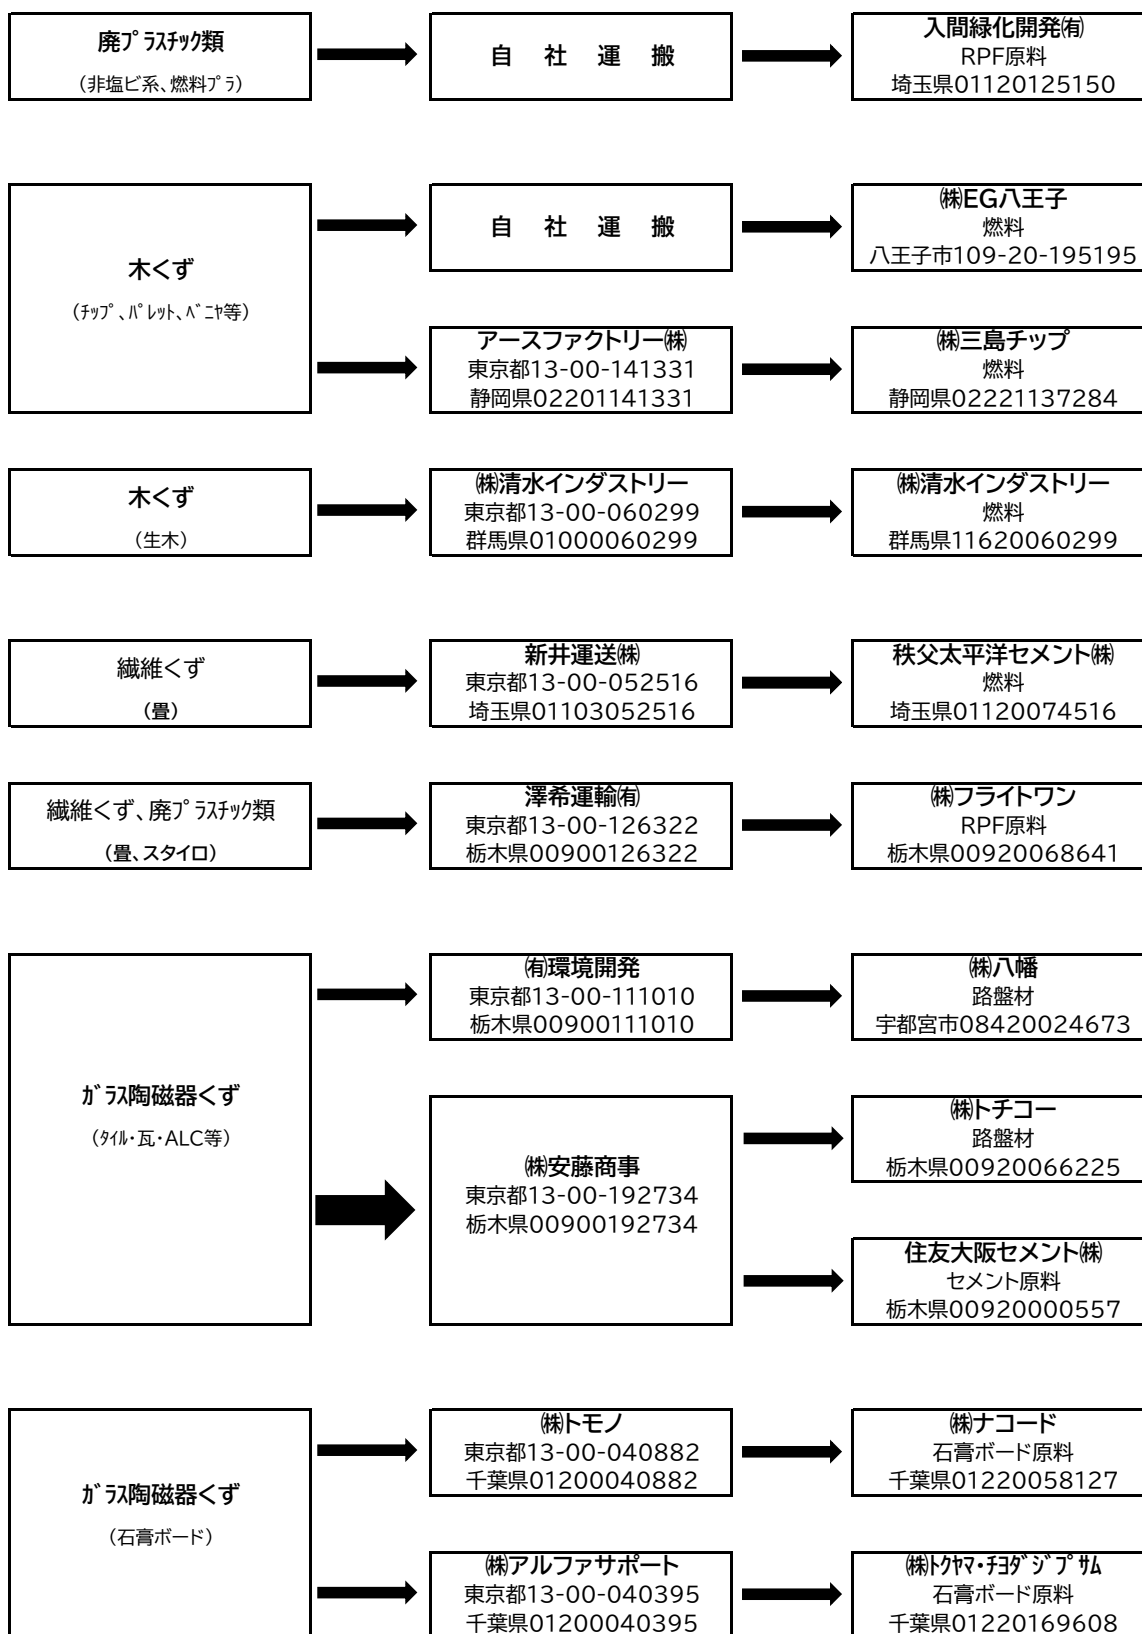 廃プラスチック類
(非塩ビ系、燃料プラ)
自 社 運 搬
入間緑化開発㈲
RPF原料
埼玉県01120125150
木くず
(チップ、パレット、ベニヤ等)
自 社 運 搬
㈱EG八王子
燃料
八王子市109-20-195195
アースファクトリー㈱
東京都13-00-141331
静岡県02201141331
㈱三島チップ
燃料
静岡県02221137284
木くず
(生木)
㈱清水インダストリー
東京都13-00-060299
群馬県01000060299
㈱清水インダストリー
燃料
群馬県11620060299
繊維くず
(畳)
新井運送㈱
東京都13-00-052516
埼玉県01103052516
秩父太平洋セメント㈱
燃料
埼玉県01120074516
繊維くず、廃プラスチック類
(畳、スタイロ)
澤希運輸㈲
東京都13-00-126322
栃木県00900126322
㈱フライトワン
RPF原料
栃木県00920068641
ガラス陶磁器くず
(タイル・瓦・ALC等)
㈲環境開発
東京都13-00-111010
栃木県00900111010
㈱八幡
路盤材
宇都宮市08420024673
㈱安藤商事
東京都13-00-192734
栃木県00900192734
㈱トチコー
路盤材
栃木県00920066225
住友大阪セメント㈱
セメント原料
栃木県00920000557
ガラス陶磁器くず
(石膏ボード)
㈱トモノ
東京都13-00-040882
千葉県01200040882
㈱ナコード
石膏ボード原料
千葉県01220058127
㈱アルファサポート
東京都13-00-040395
千葉県01200040395
㈱トクヤマ・チヨダジプサム
石膏ボード原料
千葉県01220169608